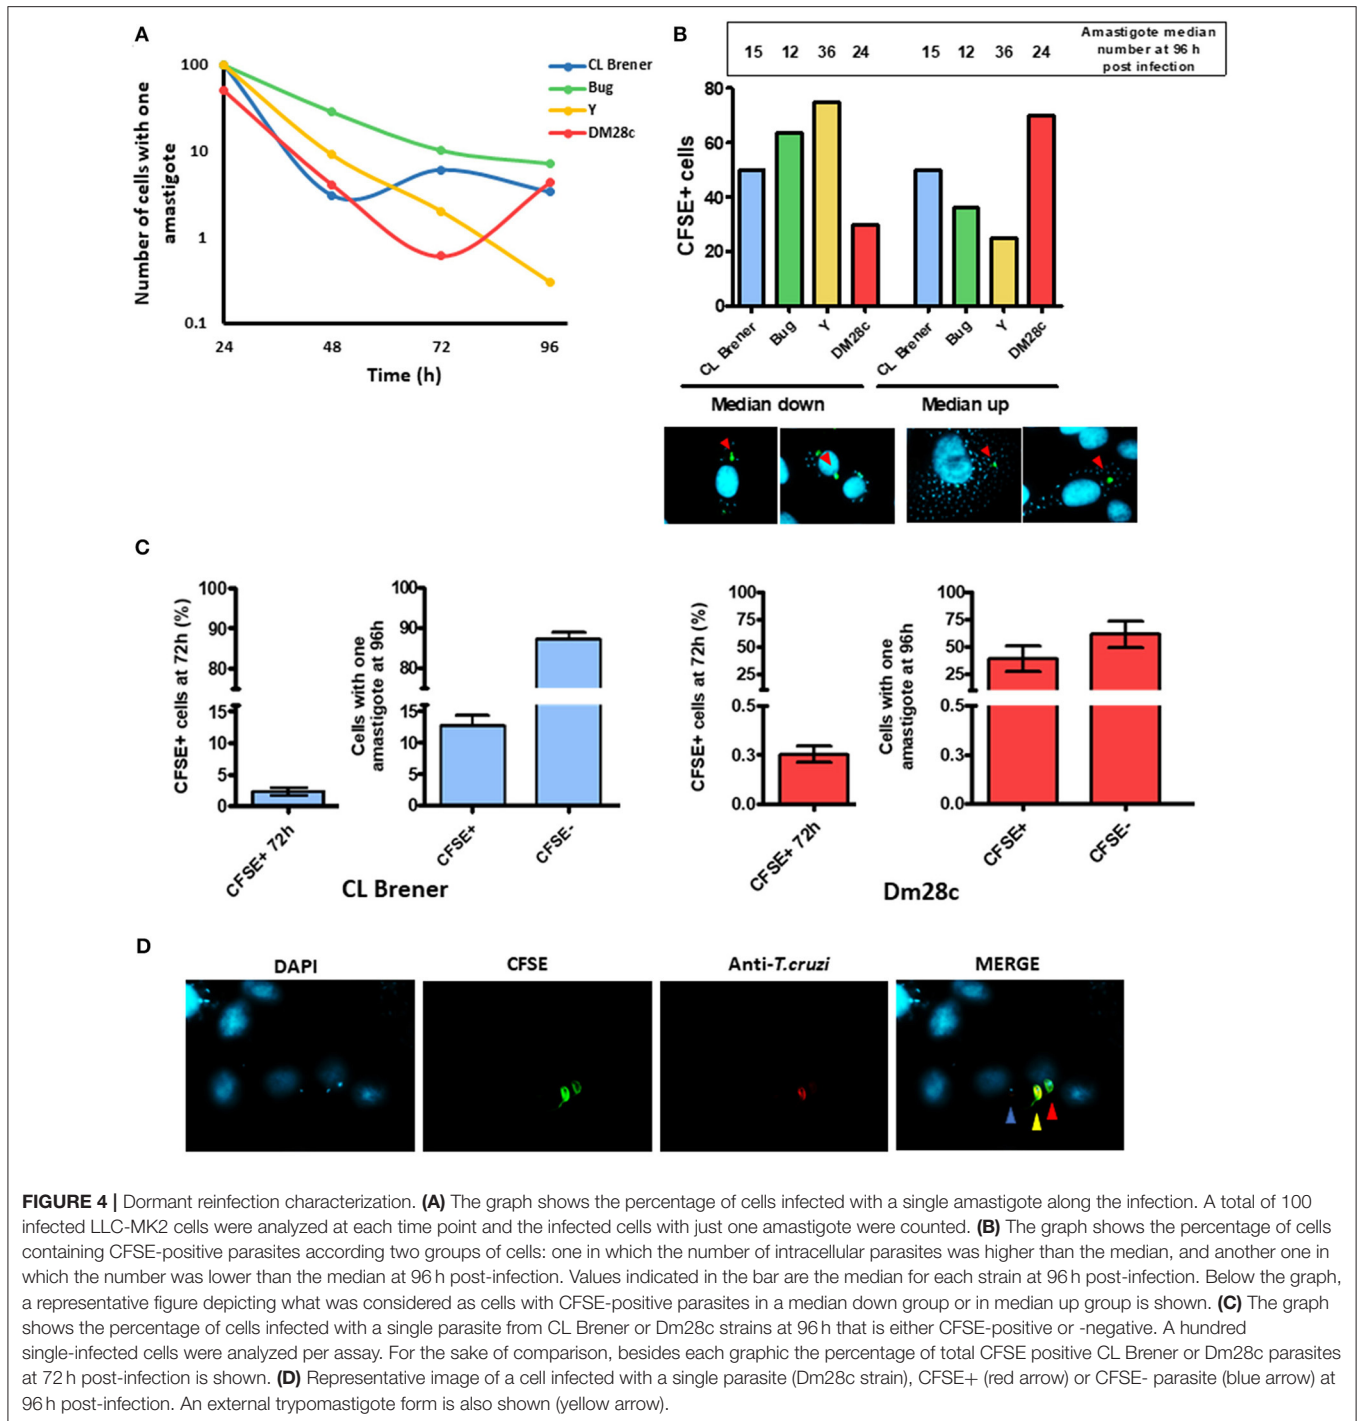 A
Number of cells with one
amastigote
100
10
1
0.1
24 48 72 96
Time (h)
CL Brener
Bug
Y
DM28c
B
15 12 36 24 15 12 36 24
Amastigote median
number at 96 h
post infection
CFSE+ cells
80
60
40
20
0
CL Brener Bug Y DM28c CL Brener Bug Y DM28c
Median down Median up
C
CFSE+ cells at 72h (%)
100
90
80
15
10
5
0
CFSE+ 72h
Cells with one
amastigote at 96h
100
90
80
15
10
5
0
CFSE+ CFSE-
CL Brener
CFSE+ cells at 72h (%)
100
75
50
25
0.5
0.3
0.0
CFSE+ 72h
Cells with one
amastigote at 96h
100
75
50
25
0.5
0.3
0.0
CFSE+ CFSE-
Dm28c
D
DAPI CFSE Anti-T.cruzi MERGE
FIGURE 4 | Dormant reinfection characterization. (A) The graph shows the percentage of cells infected with a single amastigote along the infection. A total of 100
infected LLC-MK2 cells were analyzed at each time point and the infected cells with just one amastigote were counted. (B) The graph shows the percentage of cells
containing CFSE-positive parasites according two groups of cells: one in which the number of intracellular parasites was higher than the median, and another one in
which the number was lower than the median at 96 h post-infection. Values indicated in the bar are the median for each strain at 96 h post-infection. Below the graph,
a representative figure depicting what was considered as cells with CFSE-positive parasites in a median down group or in median up group is shown. (C) The graph
shows the percentage of cells infected with a single parasite from CL Brener or Dm28c strains at 96 h that is either CFSE-positive or -negative. A hundred
single-infected cells were analyzed per assay. For the sake of comparison, besides each graphic the percentage of total CFSE positive CL Brener or Dm28c parasites
at 72 h post-infection is shown. (D) Representative image of a cell infected with a single parasite (Dm28c strain), CFSE+ (red arrow) or CFSE- parasite (blue arrow) at
96 h post-infection. An external trypomastigote form is also shown (yellow arrow).